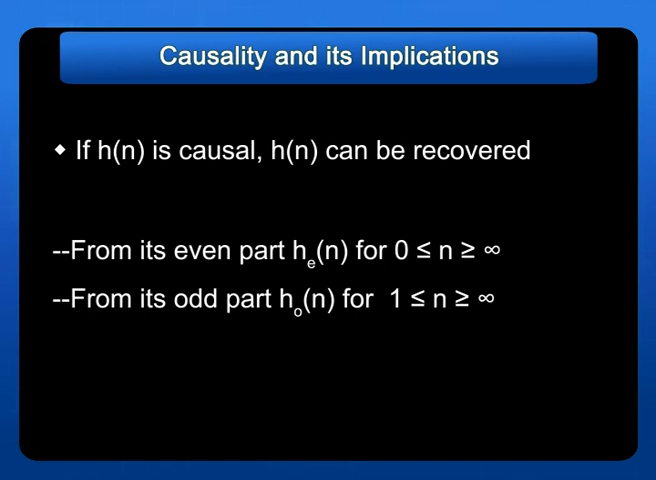 Causality and its Implications
◆ If h(n) is causal, h(n) can be recovered
--From its even part hₑ(n) for 0 ≤ n ≥ ∞
--From its odd part hₒ(n) for 1 ≤ n ≥ ∞